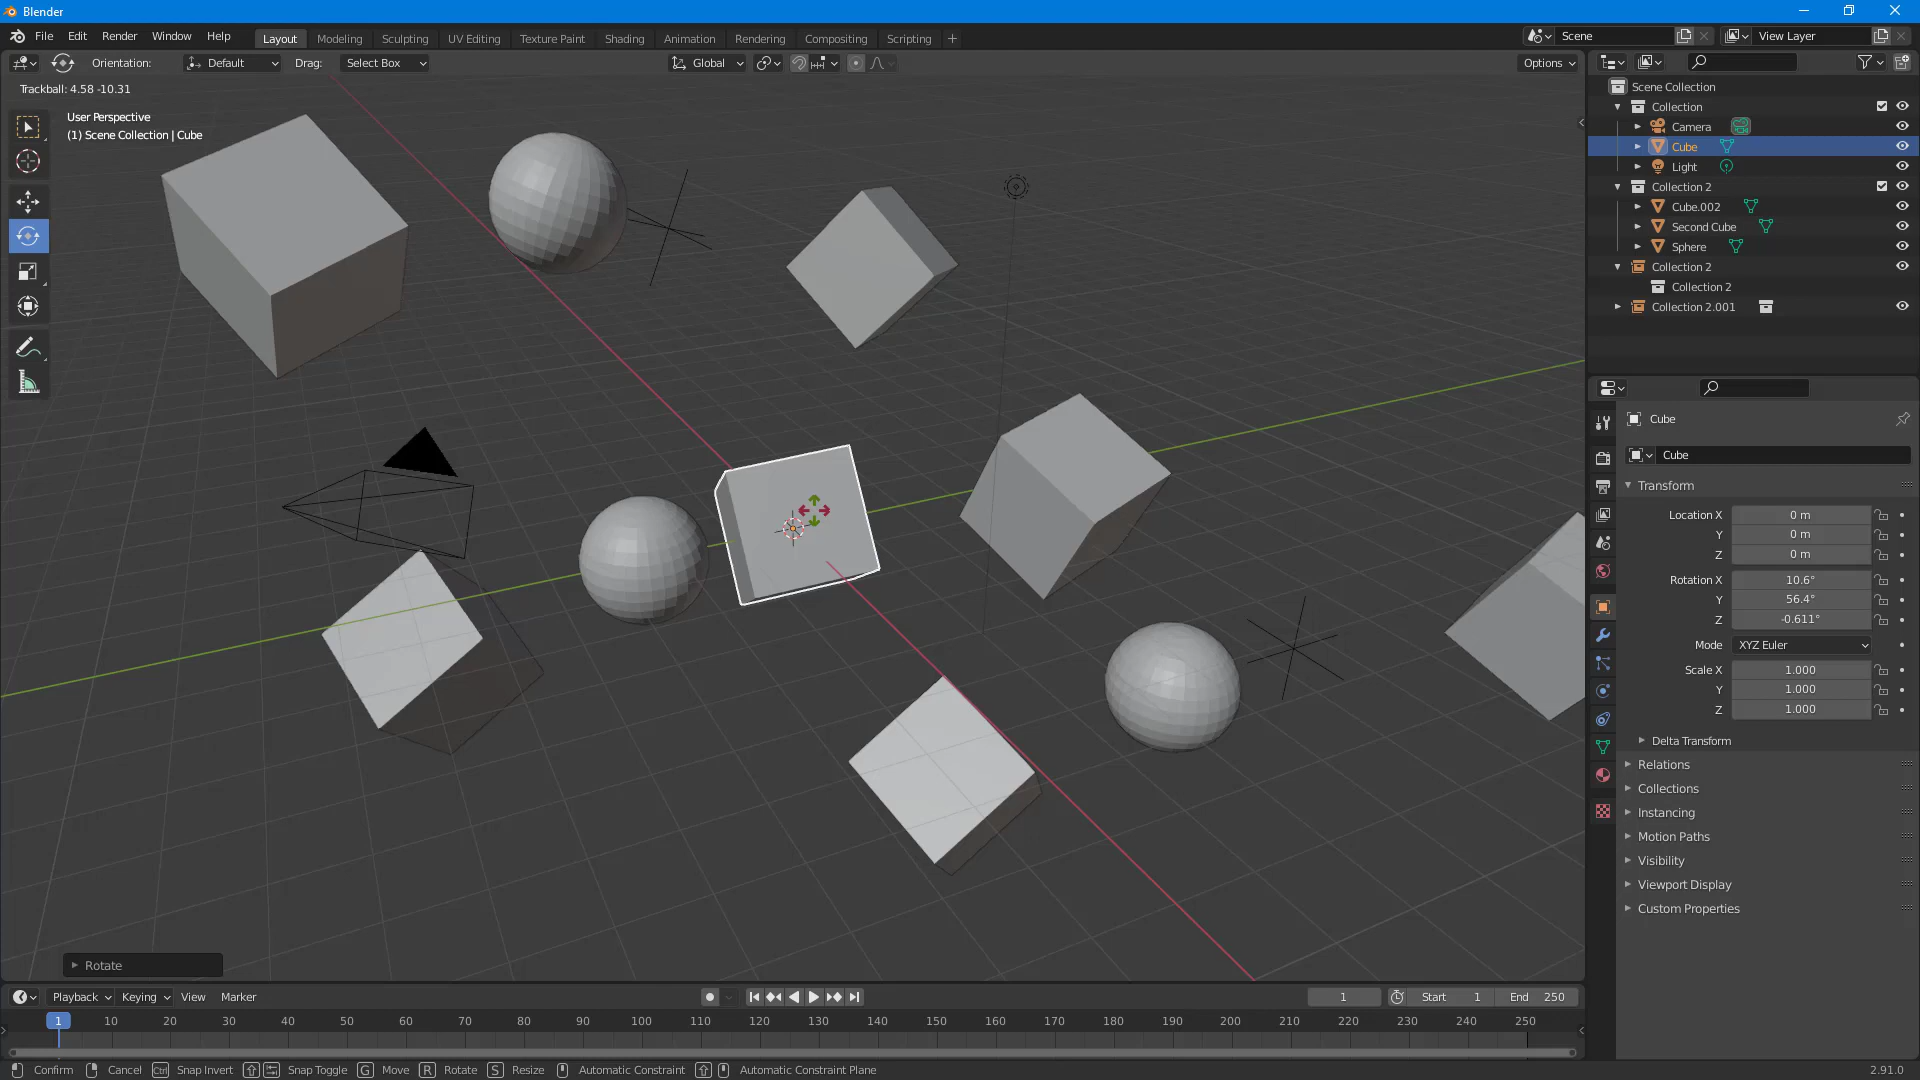 Blender
File Edit Render Window Help Layout Modeling Sculpting UV Editing Texture Paint Shading Animation Rendering Compositing Scripting + Scene View Layer
Orientation: Default Drag: Select Box Global Options
Trackball: 4.58 -10.31
User Perspective
(1) Scene Collection | Cube
Scene Collection
Collection
Camera
Cube
Light
Collection 2
Cube.002
Second Cube
Sphere
Collection 2
Collection 2
Collection 2.001
Cube
Cube
Transform
Location X 0 m
Y 0 m
Z 0 m
Rotation X 10.6°
Y 56.4°
Z -0.611°
Mode XYZ Euler
Scale X 1.000
Y 1.000
Z 1.000
Delta Transform
Relations
Collections
Instancing
Motion Paths
Visibility
Viewport Display
Custom Properties
Rotate
Playback Keying View Marker 1 Start 1 End 250
1 10 20 30 40 50 60 70 80 90 100 110 120 130 140 150 160 170 180 190 200 210 220 230 240 250
Confirm Cancel Ctrl Snap Invert Snap Toggle G Move R Rotate S Resize Automatic Constraint Automatic Constraint Plane 2.91.0